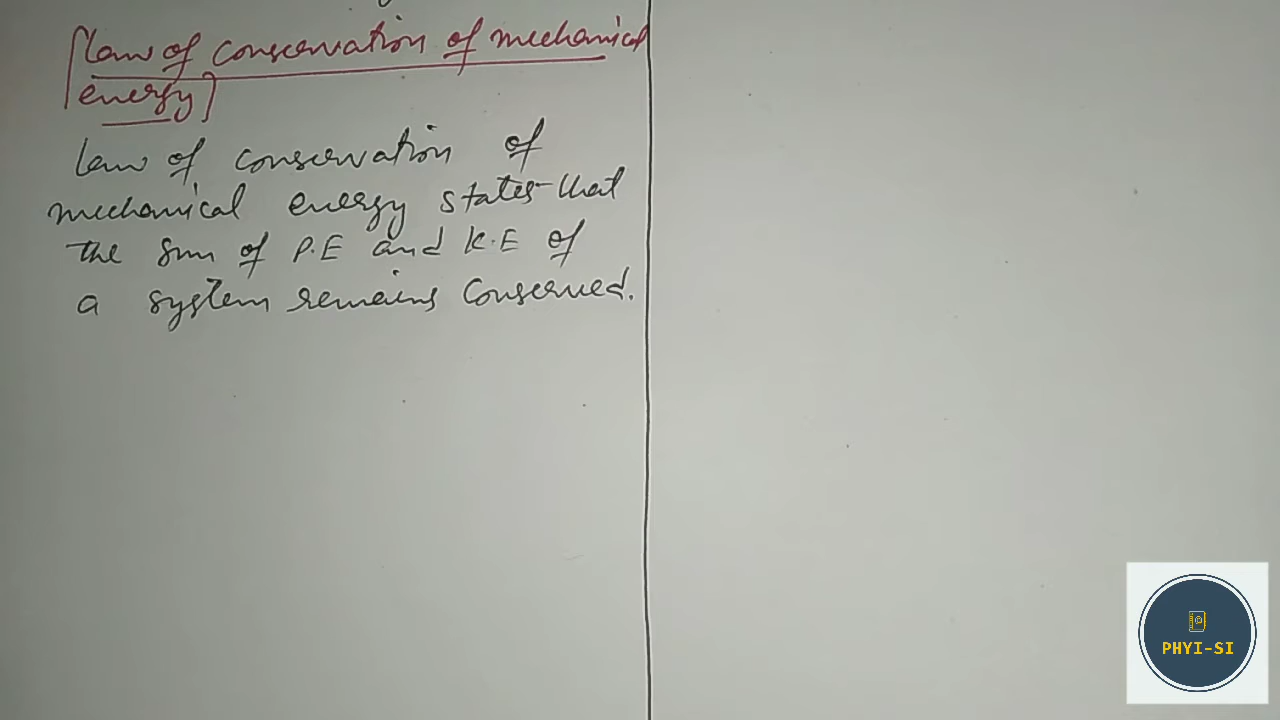 [law of conservation of mechanical
energy]
law of conservation of
mechanical energy states that
the sum of P.E and K.E of
a system remains conserved.
PHYI-SI